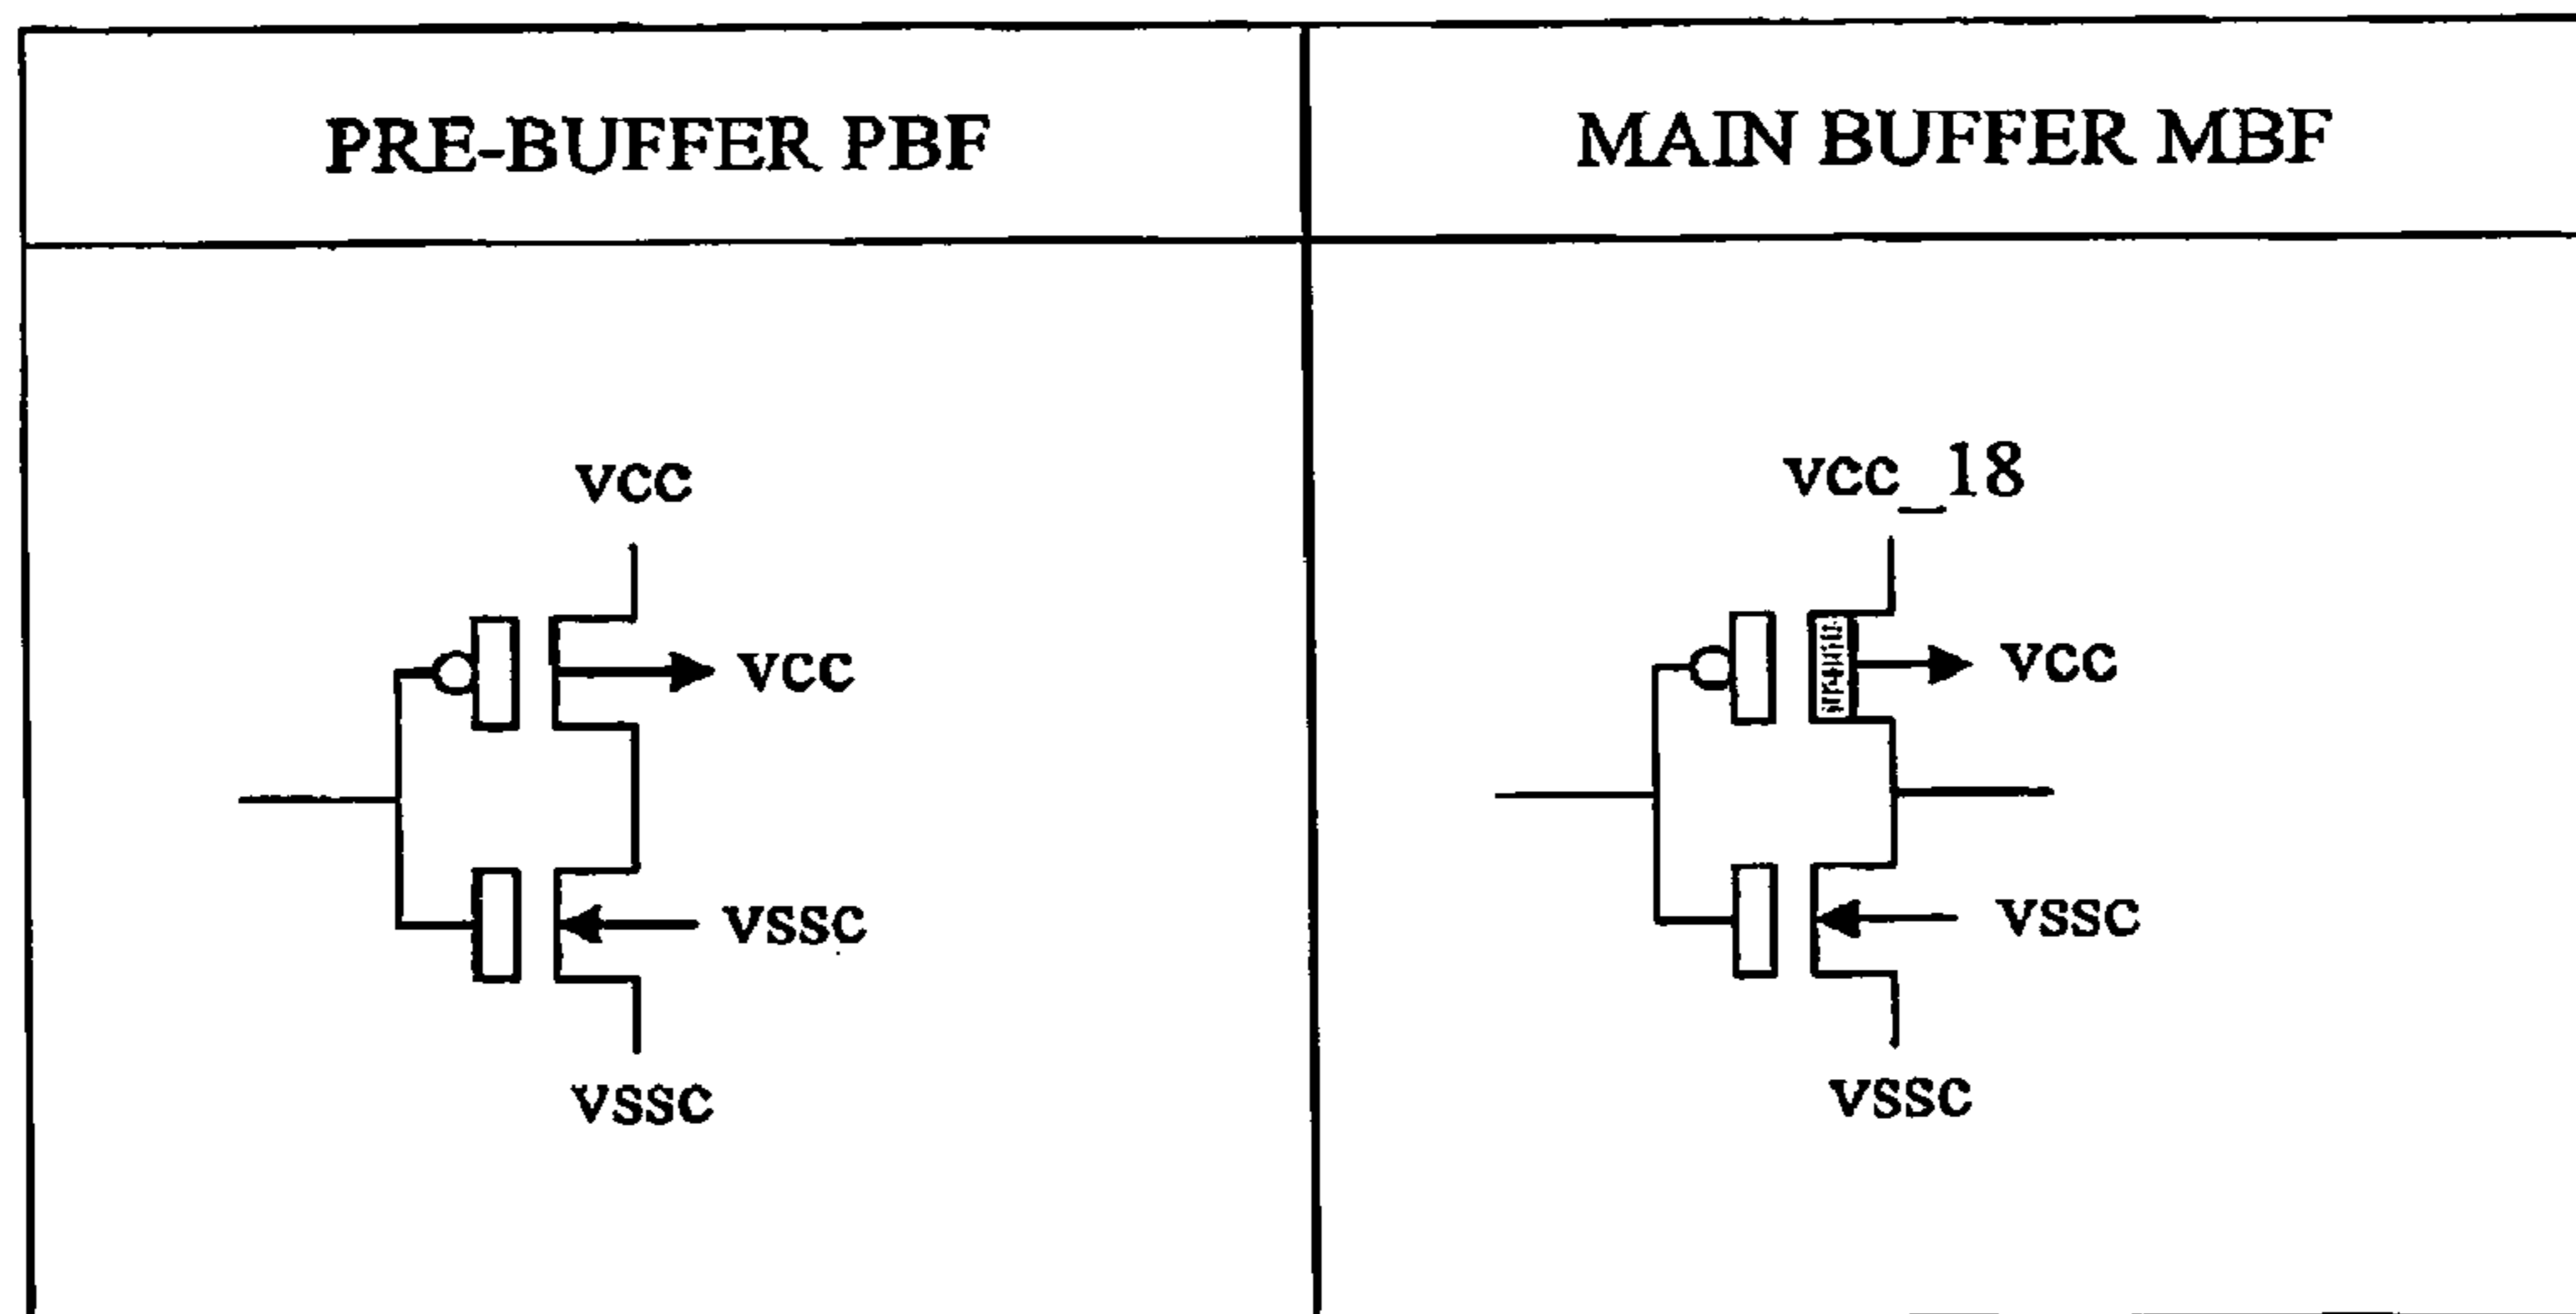 PRE-BUFFER PBF
MAIN BUFFER MBF
vcc
vcc
vssc
vssc
vcc_18
vcc
vssc
vssc